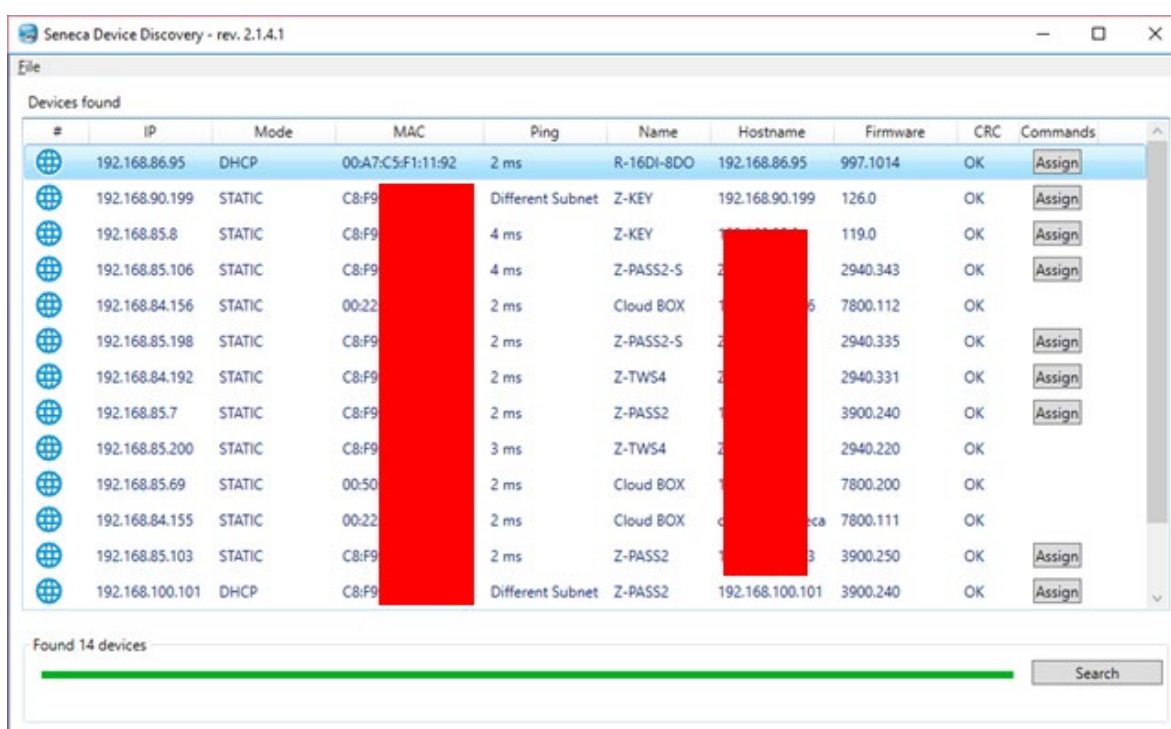 Seneca Device Discovery - rev. 2.1.4.1
File
Devices found
# IP Mode MAC Ping Name Hostname Firmware CRC Commands
192.168.86.95 DHCP 00:A7:C5:F1:11:92 2 ms R-16DI-8DO 192.168.86.95 997.1014 OK Assign
192.168.90.199 STATIC C8:F9 Different Subnet Z-KEY 192.168.90.199 126.0 OK Assign
192.168.85.8 STATIC C8:F9 4 ms Z-KEY 119.0 OK Assign
192.168.85.106 STATIC C8:F9 4 ms Z-PASS2-S 2940.343 OK Assign
192.168.84.156 STATIC 00:22 2 ms Cloud BOX 6 7800.112 OK
192.168.85.198 STATIC C8:F9 2 ms Z-PASS2-S 2940.335 OK Assign
192.168.84.192 STATIC C8:F9 2 ms Z-TWS4 2940.331 OK Assign
192.168.85.7 STATIC C8:F9 2 ms Z-PASS2 3900.240 OK Assign
192.168.85.200 STATIC C8:F9 3 ms Z-TWS4 2940.220 OK
192.168.85.69 STATIC 00:50 2 ms Cloud BOX 7800.200 OK
192.168.84.155 STATIC 00:22 2 ms Cloud BOX eca 7800.111 OK
192.168.85.103 STATIC C8:F9 2 ms Z-PASS2 3 3900.250 OK Assign
192.168.100.101 DHCP C8:F9 Different Subnet Z-PASS2 192.168.100.101 3900.240 OK Assign
Found 14 devices
Search